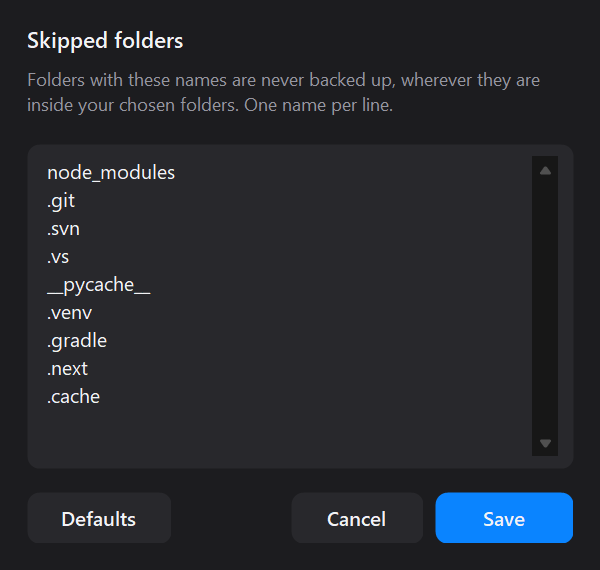 Skipped folders
Folders with these names are never backed up, wherever they are
inside your chosen folders. One name per line.
node_modules
.git
.svn
.vs
__pycache__
.venv
.gradle
.next
.cache
Defaults
Cancel
Save